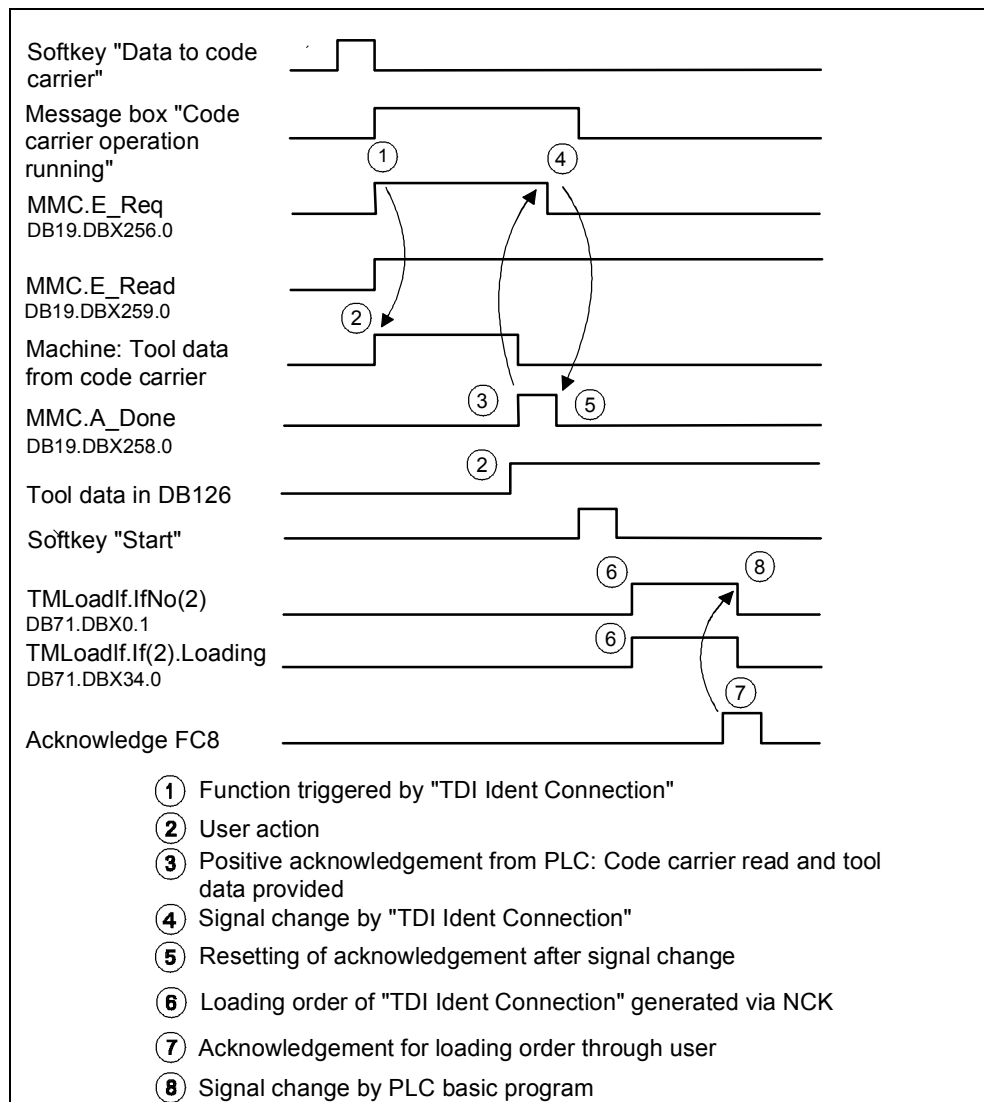 Softkey "Data to code
carrier"
Message box "Code
carrier operation
running"
1
4
MMC.E_Req
DB19.DBX256.0
MMC.E_Read
DB19.DBX259.0
2
Machine: Tool data
from code carrier
3
5
MMC.A_Done
DB19.DBX258.0
2
Tool data in DB126
Softkey "Start"
6
8
TMLoadIf.IfNo(2)
DB71.DBX0.1
6
TMLoadIf.If(2).Loading
DB71.DBX34.0
7
Acknowledge FC8
1 Function triggered by "TDI Ident Connection"
2 User action
3 Positive acknowledgement from PLC: Code carrier read and tool
data provided
4 Signal change by "TDI Ident Connection"
5 Resetting of acknowledgement after signal change
6 Loading order of "TDI Ident Connection" generated via NCK
7 Acknowledgement for loading order through user
8 Signal change by PLC basic program